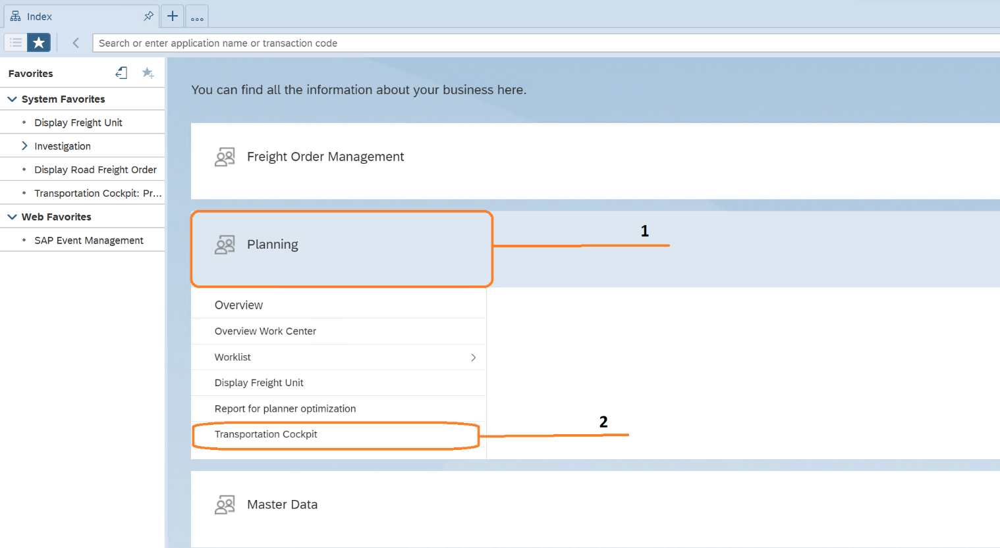 Index
...
Search or enter application name or transaction code
Favorites
System Favorites
Display Freight Unit
Investigation
Display Road Freight Order
Transportation Cockpit: Pr...
Web Favorites
SAP Event Management
You can find all the information about your business here.
Freight Order Management
Planning
1
Overview
Overview Work Center
Worklist
Display Freight Unit
Report for planner optimization
Transportation Cockpit
2
Master Data